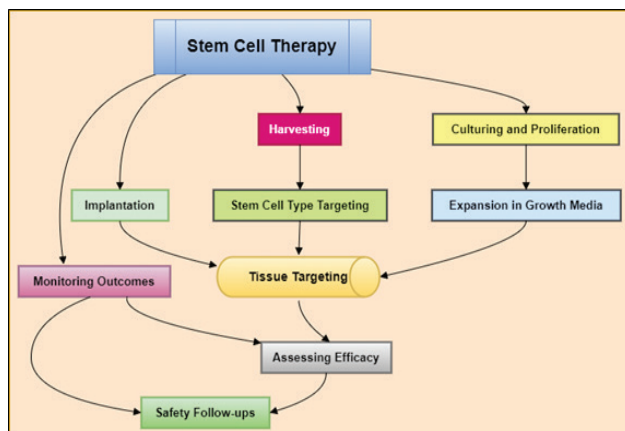 Stem Cell Therapy
Harvesting
Culturing and Proliferation
Implantation
Stem Cell Type Targeting
Expansion in Growth Media
Monitoring Outcomes
Tissue Targeting
Assessing Efficacy
Safety Follow-ups